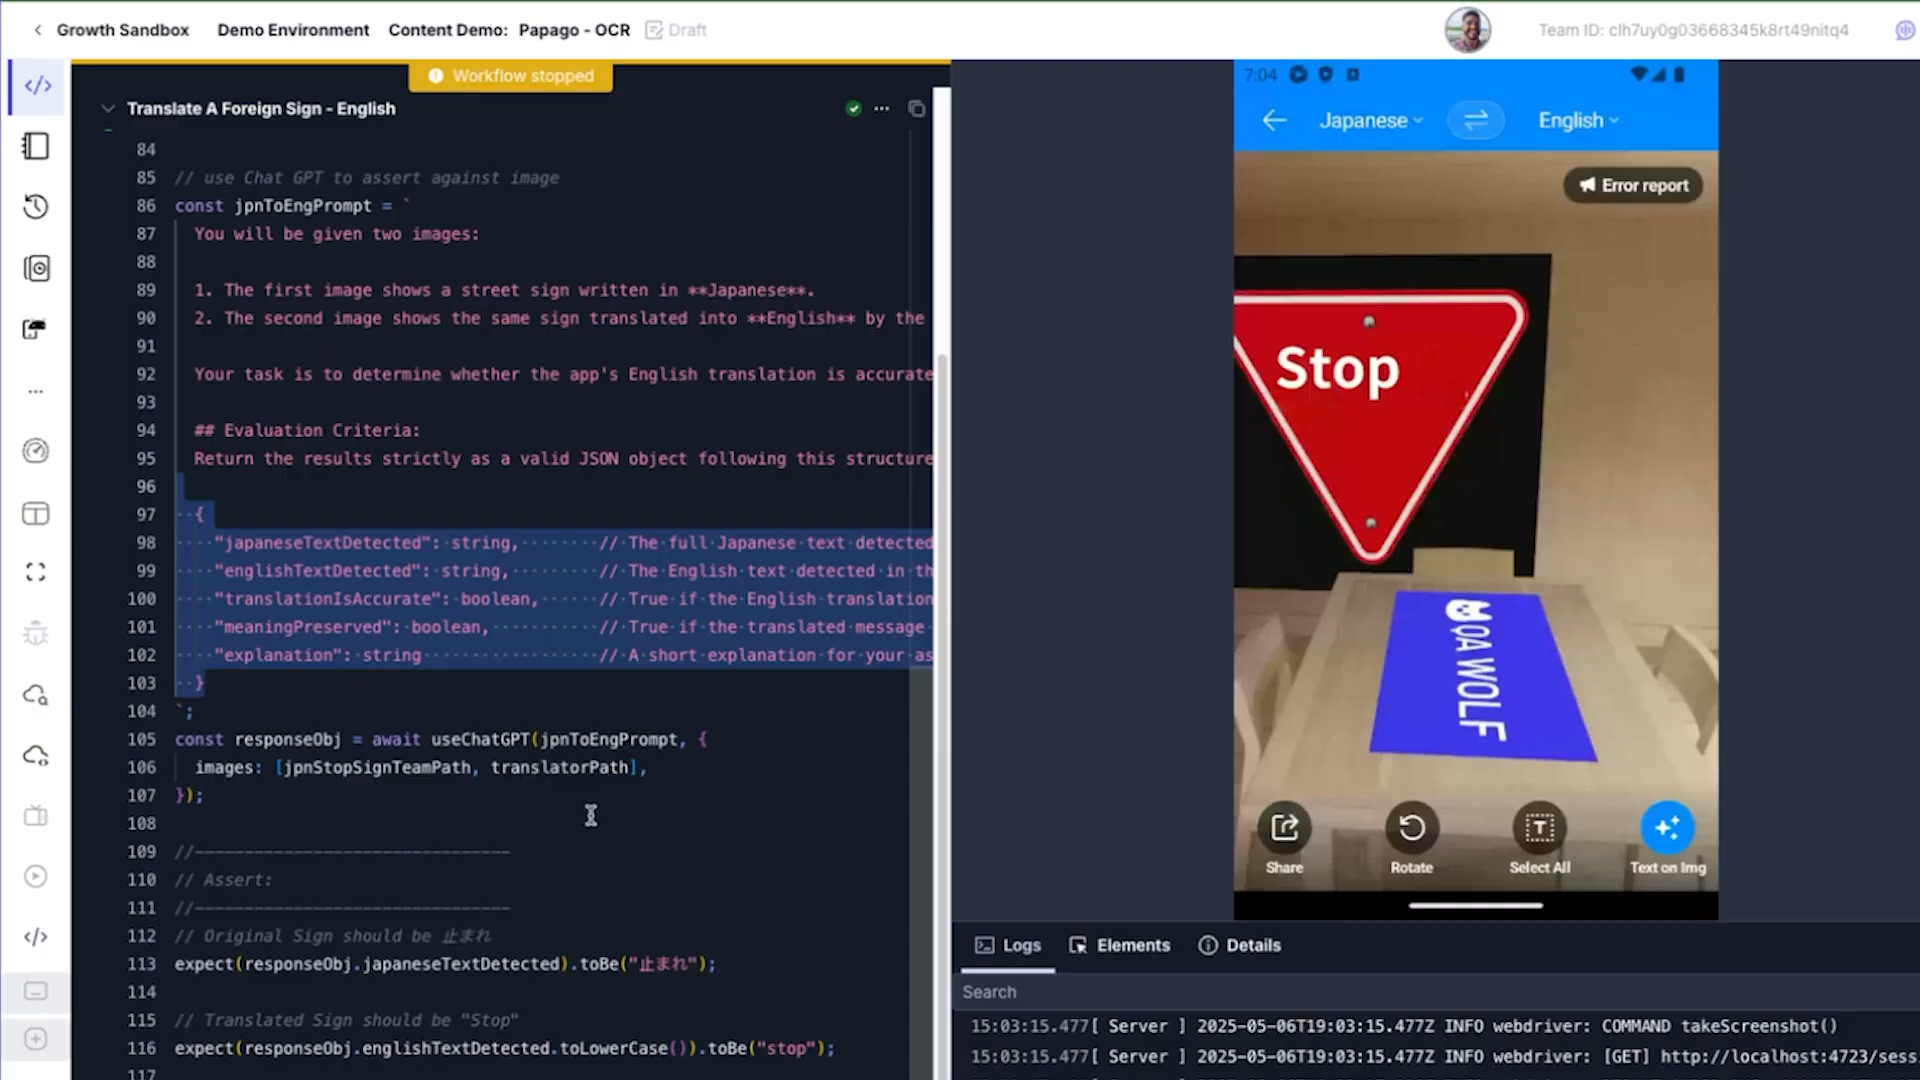 Growth Sandbox Demo Environment Content Demo: Papago - OCR Draft
Team ID: clh7uy0g03668345k8rt49nitq4
Workflow stopped
Translate A Foreign Sign - English
84
85 // use Chat GPT to assert against image
86 const jpnToEngPrompt = `
87 You will be given two images:
88
89 1. The first image shows a street sign written in **Japanese**.
90 2. The second image shows the same sign translated into **English** by the
91
92 Your task is to determine whether the app's English translation is accurate
93
94 ## Evaluation Criteria:
95 Return the results strictly as a valid JSON object following this structure
96
97 {
98 "japaneseTextDetected": string, // The full Japanese text detected
99 "englishTextDetected": string, // The English text detected in th
100 "translationIsAccurate": boolean, // True if the English translation
101 "meaningPreserved": boolean, // True if the translated message
102 "explanation": string // A short explanation for your as
103 }
104 `;
105 const responseObj = await useChatGPT(jpnToEngPrompt, {
106 images: [jpnStopSignTeamPath, translatorPath],
107 });
108
109 //--------------------------------
110 // Assert:
111 //--------------------------------
112 // Original Sign should be 止まれ
113 expect(responseObj.japaneseTextDetected).toBe("止まれ");
114
115 // Translated Sign should be "Stop"
116 expect(responseObj.englishTextDetected.toLowerCase()).toBe("stop");
117
7:04
Japanese English
Error report
Stop
QA WOLF
Share Rotate Select All Text on Img
Logs Elements Details
Search
15:03:15.477[ Server ] 2025-05-06T19:03:15.477Z INFO webdriver: COMMAND takeScreenshot()
15:03:15.477[ Server ] 2025-05-06T19:03:15.477Z INFO webdriver: [GET] http://localhost:4723/sess